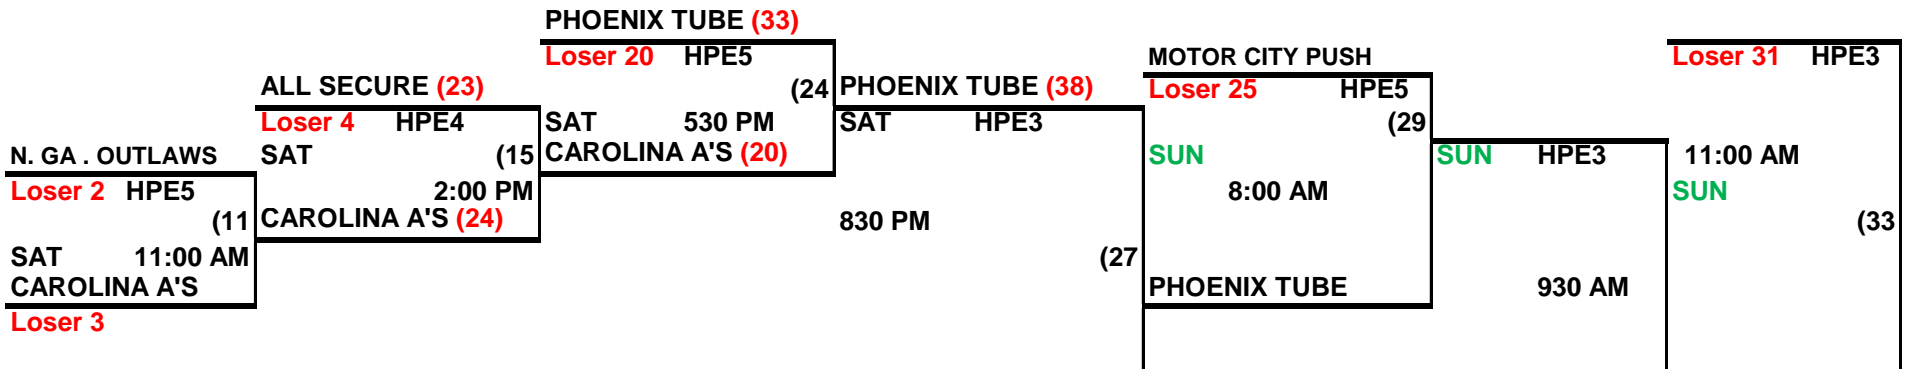 PHOENIX TUBE (33)
Loser 20 HPE5
MOTOR CITY PUSH
Loser 31 HPE3
ALL SECURE (23)
(24
PHOENIX TUBE (38)
Loser 25 HPE5
Loser 4 HPE4
SAT 530 PM
SAT HPE3
(29
N. GA . OUTLAWS
SAT (15
CAROLINA A'S (20)
SUN
SUN HPE3
11:00 AM
Loser 2 HPE5
2:00 PM
8:00 AM
SUN
(11
CAROLINA A'S (24)
830 PM
(33
SAT 11:00 AM
(27
CAROLINA A'S
PHOENIX TUBE
930 AM
Loser 3